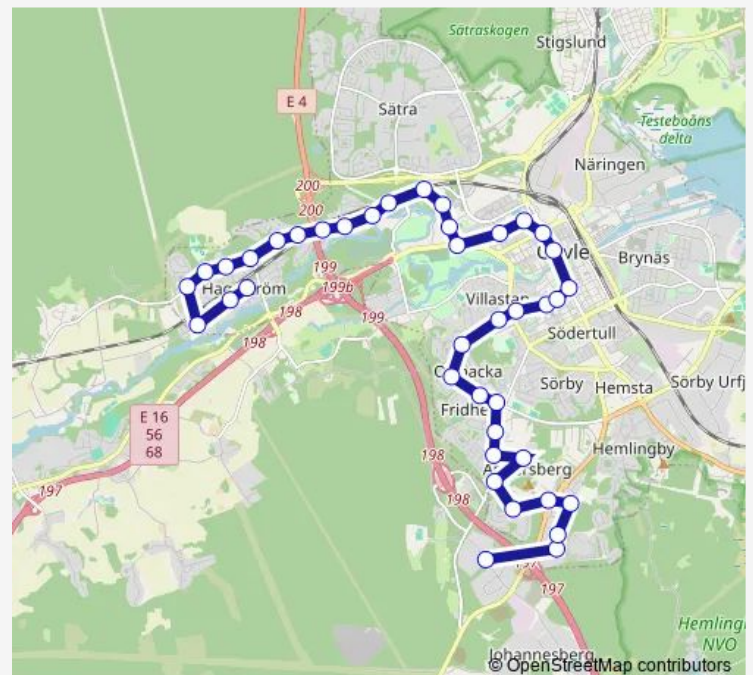 Sätraskogen
Stigslund
E 4
Sätra
Testeboåns
delta
Näringen
200
200
Brynäs
199
199b
Villastan
198
199
198
Södertull
Sörby
Hemsta
Sörby Urfj
E 16
56
68
Fridhe
Hemlingby
198
197
198
197
197
Hemling
NVO
Johannesberg
© OpenStreetMap contributors